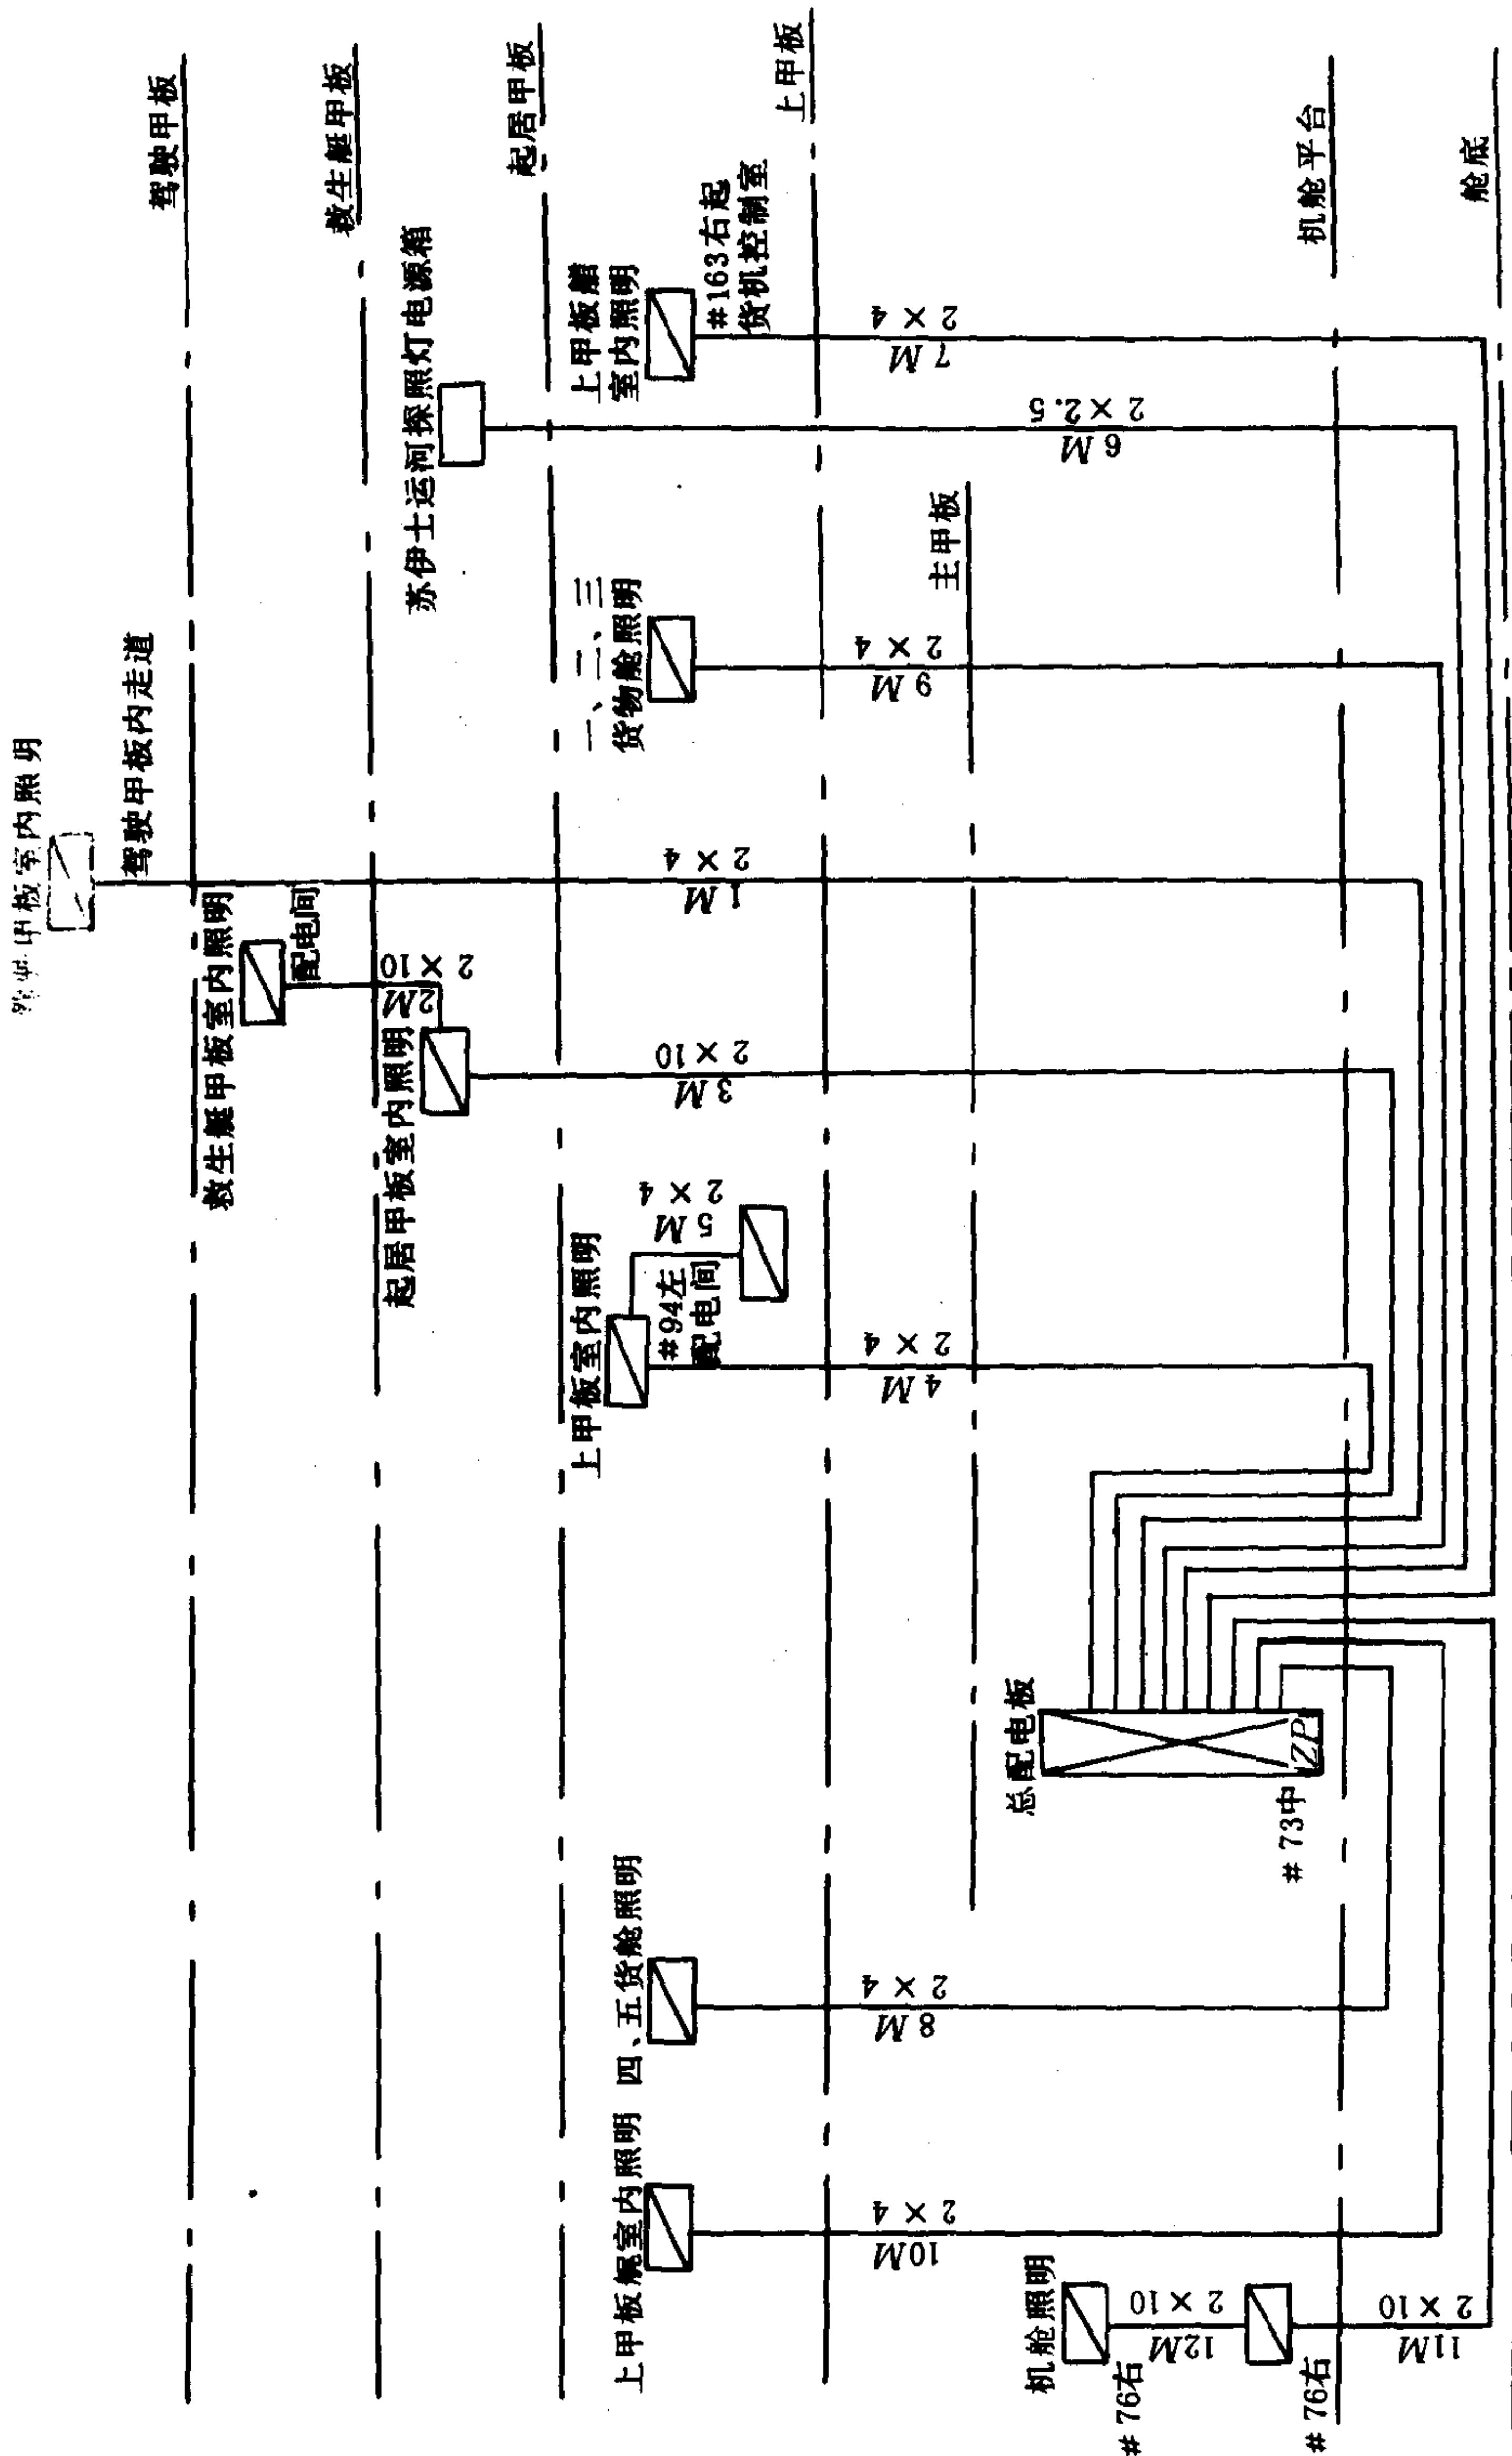 驾驶甲板
救生艇甲板
起居甲板
上甲板
主甲板
机舱平台
舱底
甲板室内照明
驾驶甲板内走道
救生艇甲板室内照明
配电间
2M
2×10
起居甲板室内照明
3M
2×10
1M
2×4
苏伊士运河探照灯电源箱
6M
2×2.5
上甲板艏
室内照明
#163右起
货机控制室
7M
2×4
一、二、三
货物舱照明
9M
2×4
上甲板室内照明
#94左
配电间
5M
2×4
4M
2×4
总配电板
ZP
#73中
四、五货舱照明
8M
2×4
上甲板艉室内照明
10M
2×4
机舱照明
#76右
12M
2×10
#76右
11M
2×10